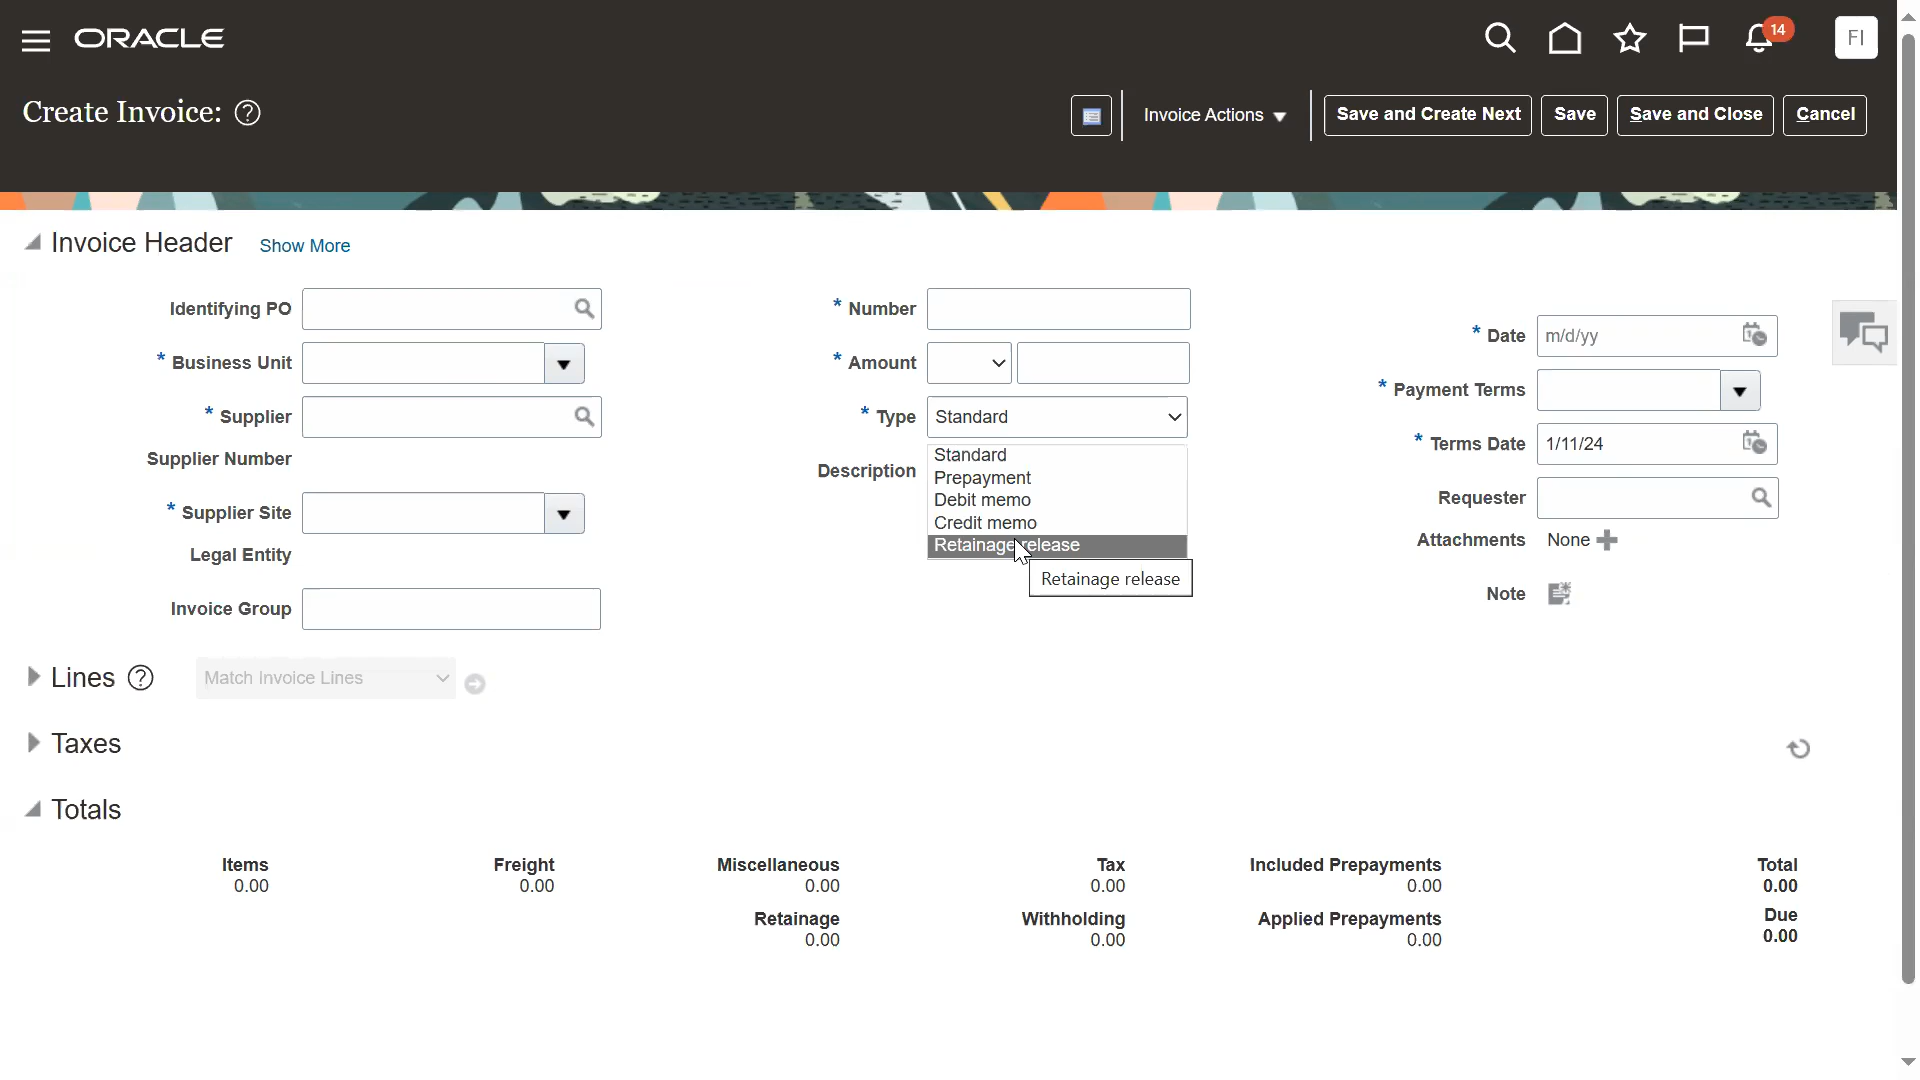 ORACLE
14
FI
Create Invoice: ?
Invoice Actions
Save and Create Next
Save
Save and Close
Cancel
Invoice Header
Show More
Identifying PO
* Business Unit
* Supplier
Supplier Number
* Supplier Site
Legal Entity
Invoice Group
* Number
* Amount
* Type Standard
Description
Standard
Prepayment
Debit memo
Credit memo
Retainage release
Retainage release
* Date m/d/yy
* Payment Terms
* Terms Date 1/11/24
Requester
Attachments None
Note
Lines ?
Match Invoice Lines
Taxes
Totals
Items Freight Miscellaneous Tax Included Prepayments Total
0.00 0.00 0.00 0.00 0.00 0.00
Retainage Withholding Applied Prepayments Due
0.00 0.00 0.00 0.00